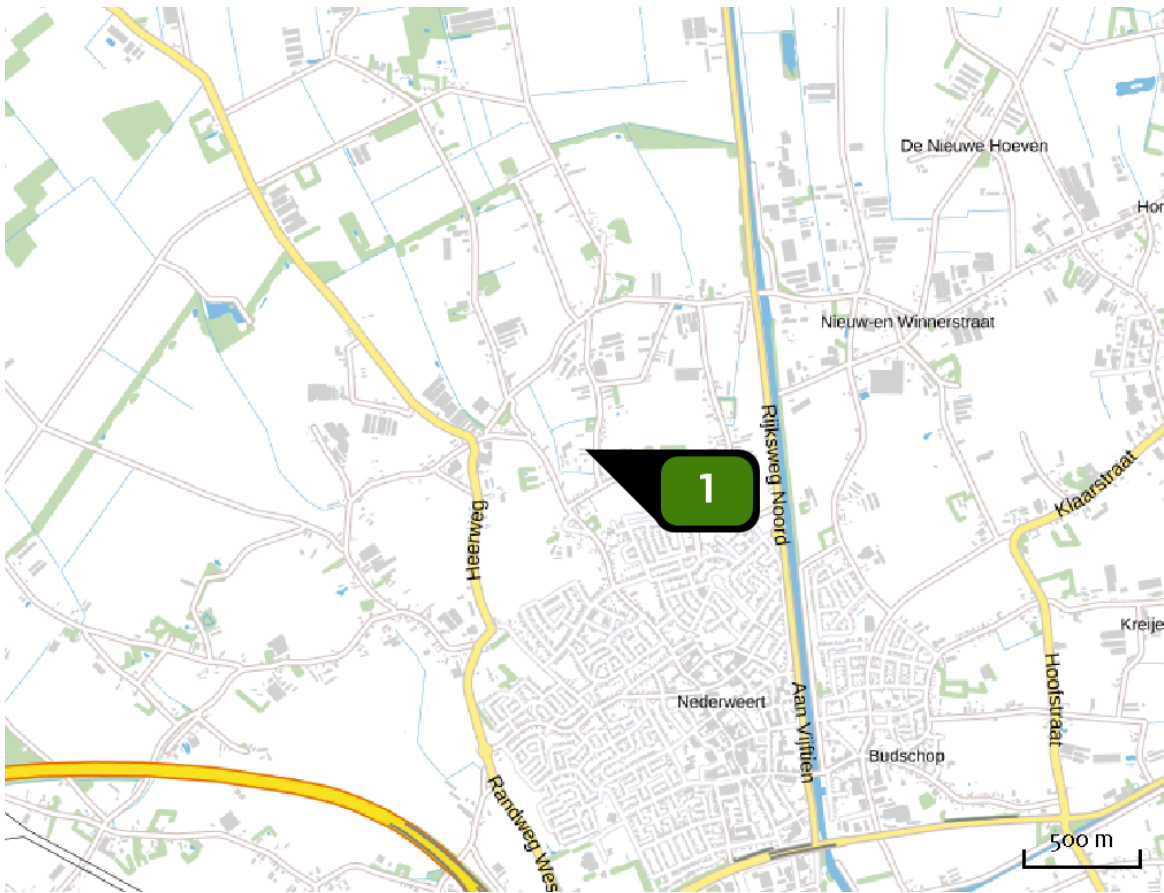 De Nieuwe Hoeven
Hor
Nieuw-en Winnerstraat
Rijksweg Noord
Klaarstraat
1
Heerweg
Kreije
Nederweert
Aan Vijftien
Hoofstraat
Budschop
Randweg Wes
500 m